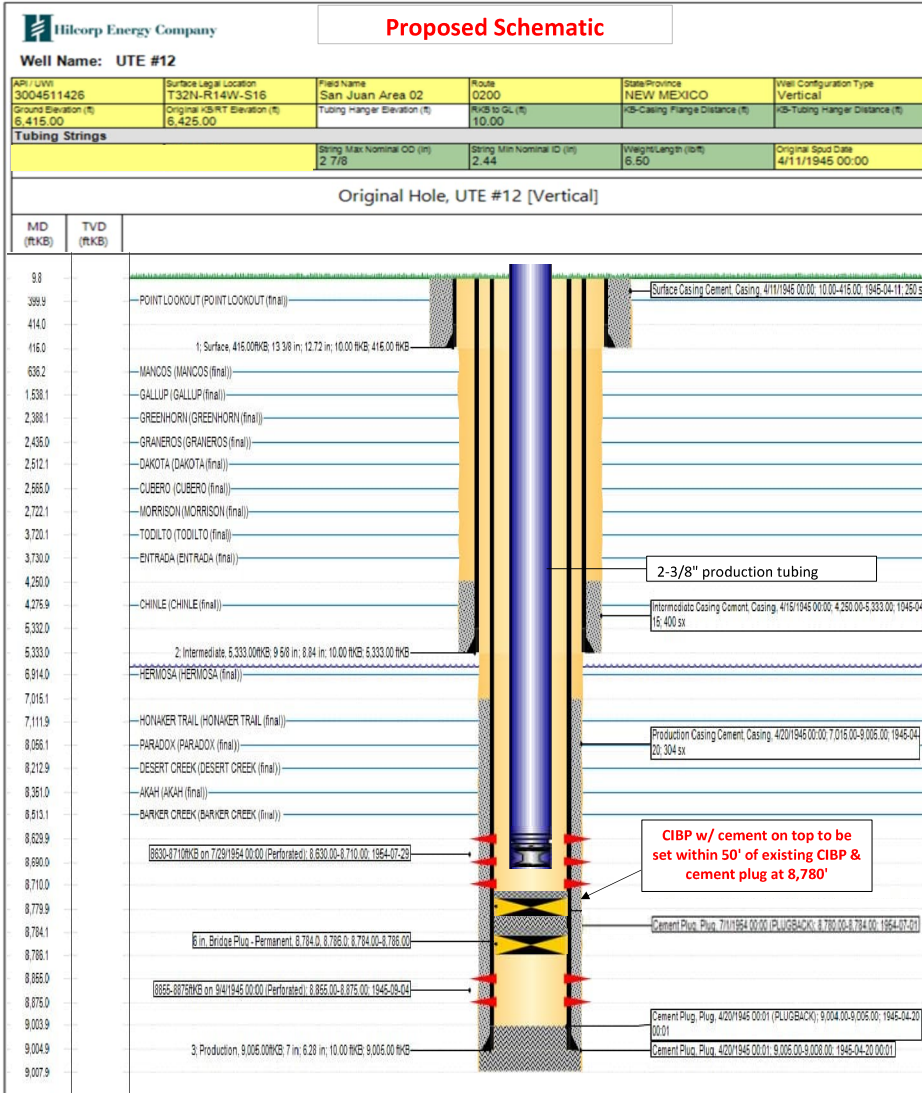 Hilcorp Energy Company
Proposed Schematic
Well Name: UTE #12
API / UWI
3004511426
Surface Legal Location
T32N-R14W-S16
Field Name
San Juan Area 02
Route
0200
State/Province
NEW MEXICO
Well Configuration Type
Vertical
Ground Elevation (ft)
6,415.00
Original KB/RT Elevation (ft)
6,425.00
Tubing Hanger Elevation (ft)
RKB to GL (ft)
10.00
KB-Casing Flange Distance (ft)
KB-Tubing Hanger Distance (ft)
Tubing Strings
String Max Nominal OD (in)
2 7/8
String Min Nominal ID (in)
2.44
Weight/Length (lb/ft)
6.50
Original Spud Date
4/11/1945 00:00
Original Hole, UTE #12 [Vertical]
MD
(ftKB)
TVD
(ftKB)
9.8
Surface Casing Cement, Casing, 4/11/1945 00:00; 10.00-416.00; 1945-04-11; 250 s
399.9
POINT LOOKOUT (POINT LOOKOUT (final))
414.0
416.0
1; Surface, 416.00ftKB; 13 3/8 in; 12.72 in; 10.00 ftKB; 416.00 ftKB
636.2
MANCOS (MANCOS (final))
1,538.1
GALLUP (GALLUP (final))
2,388.1
GREENHORN (GREENHORN (final))
2,436.0
GRANEROS (GRANEROS (final))
2,512.1
DAKOTA (DAKOTA (final))
2,566.0
CUBERO (CUBERO (final))
2,722.1
MORRISON (MORRISON (final))
3,720.1
TODILTO (TODILTO (final))
3,730.0
ENTRADA (ENTRADA (final))
2-3/8" production tubing
4,250.0
4,275.9
CHINLE (CHINLE (final))
Intermediate Casing Cement, Casing, 4/15/1945 00:00; 4,250.00-5,333.00; 1945-04-
15; 400 sx
5,332.0
5,333.0
2; Intermediate, 5,333.00ftKB; 9 5/8 in; 8.84 in; 10.00 ftKB; 5,333.00 ftKB
6,914.0
HERMOSA (HERMOSA (final))
7,015.1
7,111.9
HONAKER TRAIL (HONAKER TRAIL (final))
8,056.1
PARADOX (PARADOX (final))
Production Casing Cement, Casing, 4/20/1945 00:00; 7,015.00-9,005.00; 1945-04-
20; 304 sx
8,212.9
DESERT CREEK (DESERT CREEK (final))
8,351.0
AKAH (AKAH (final))
8,513.1
BARKER CREEK (BARKER CREEK (final))
8,629.9
8630-8710ftKB on 7/29/1954 00:00 (Perforated); 8,630.00-8,710.00; 1954-07-29
8,690.0
CIBP w/ cement on top to be
set within 50' of existing CIBP &
cement plug at 8,780'
8,710.0
8,779.9
Cement Plug, Plug, 7/1/1954 00:00 (PLUGBACK); 8,780.00-8,784.00; 1954-07-01
8,784.1
6 in, Bridge Plug - Permanent, 8,784.0, 8,786.0; 8,784.00-8,786.00
8,786.1
8,855.0
8855-8875ftKB on 9/4/1945 00:00 (Perforated); 8,855.00-8,875.00; 1945-09-04
8,875.0
9,003.9
Cement Plug, Plug, 4/20/1945 00:01 (PLUGBACK); 9,004.00-9,005.00; 1945-04-20
00:01
9,004.9
3; Production, 9,005.00ftKB; 7 in; 6.28 in; 10.00 ftKB; 9,005.00 ftKB
Cement Plug, Plug, 4/20/1945 00:01; 9,005.00-9,008.00; 1945-04-20 00:01
9,007.9